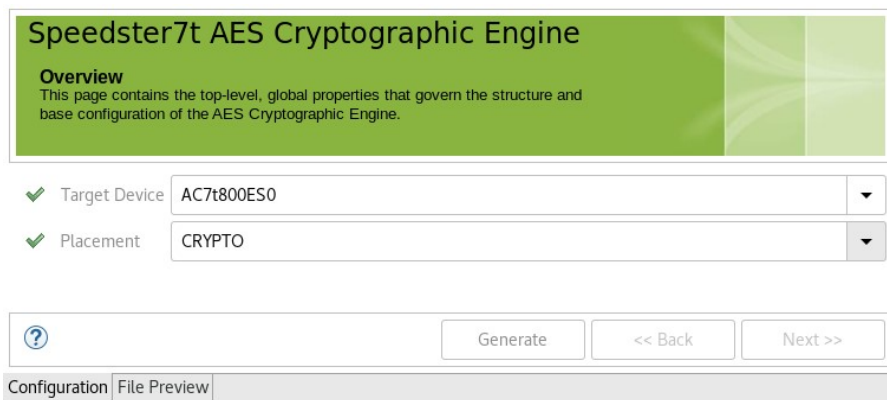 Speedster7t AES Cryptographic Engine
Overview
This page contains the top-level, global properties that govern the structure and
base configuration of the AES Cryptographic Engine.
Target Device AC7t800ES0
Placement CRYPTO
? Generate << Back Next >>
Configuration File Preview